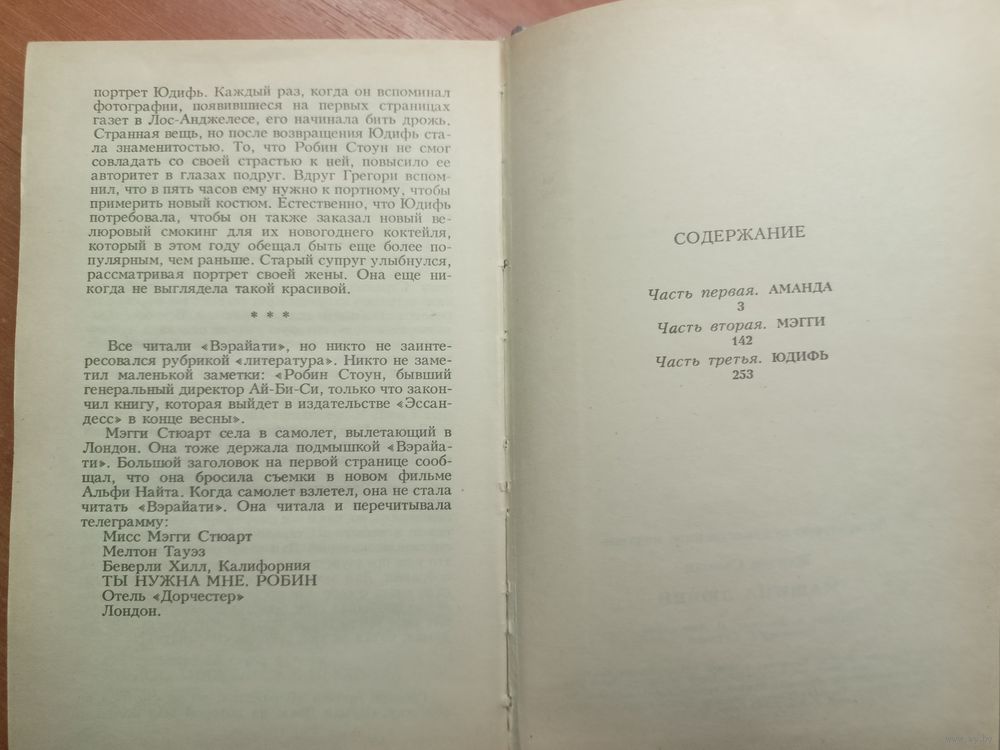 портрет Юдифь. Каждый раз, когда он вспоминал
фотографии, появившиеся на первых страницах
газет в Лос-Анджелесе, его начинала бить дрожь.
Странная вещь, но после возвращения Юдифь ста-
ла знаменитостью. То, что Робин Стоун не смог
совладать со своей страстью к ней, повысило ее
авторитет в глазах подруг. Вдруг Грегори вспом-
нил, что в пять часов ему нужно к портному, чтобы
примерить новый костюм. Естественно, что Юдифь
потребовала, чтобы он также заказал новый ве-
люровый смокинг для их новогоднего коктейля,
который в этом году обещал быть еще более по-
пулярным, чем раньше. Старый супруг улыбнулся,
рассматривая портрет своей жены. Она еще ни-
когда не выглядела такой красивой.
* * *
Все читали «Вэрайати», но никто не заинте-
ресовался рубрикой «литература». Никто не заме-
тил маленькой заметки: «Робин Стоун, бывший
генеральный директор Ай-Би-Си, только что закон-
чил книгу, которая выйдет в издательстве «Эссан-
десс» в конце весны».
Мэгги Стюарт села в самолет, вылетающий в
Лондон. Она тоже держала подмышкой «Вэрайа-
ти». Большой заголовок на первой странице сооб-
щал, что она бросила съемки в новом фильме
Альфи Найта. Когда самолет взлетел, она не стала
читать «Вэрайати». Она читала и перечитывала
телеграмму:
Мисс Мэгги Стюарт
Мелтон Тауэз
Беверли Хилл, Калифорния
ТЫ НУЖНА МНЕ. РОБИН
Отель «Дорчестер»
Лондон.
СОДЕРЖАНИЕ
Часть первая. АМАНДА
3
Часть вторая. МЭГГИ
142
Часть третья. ЮДИФЬ
253